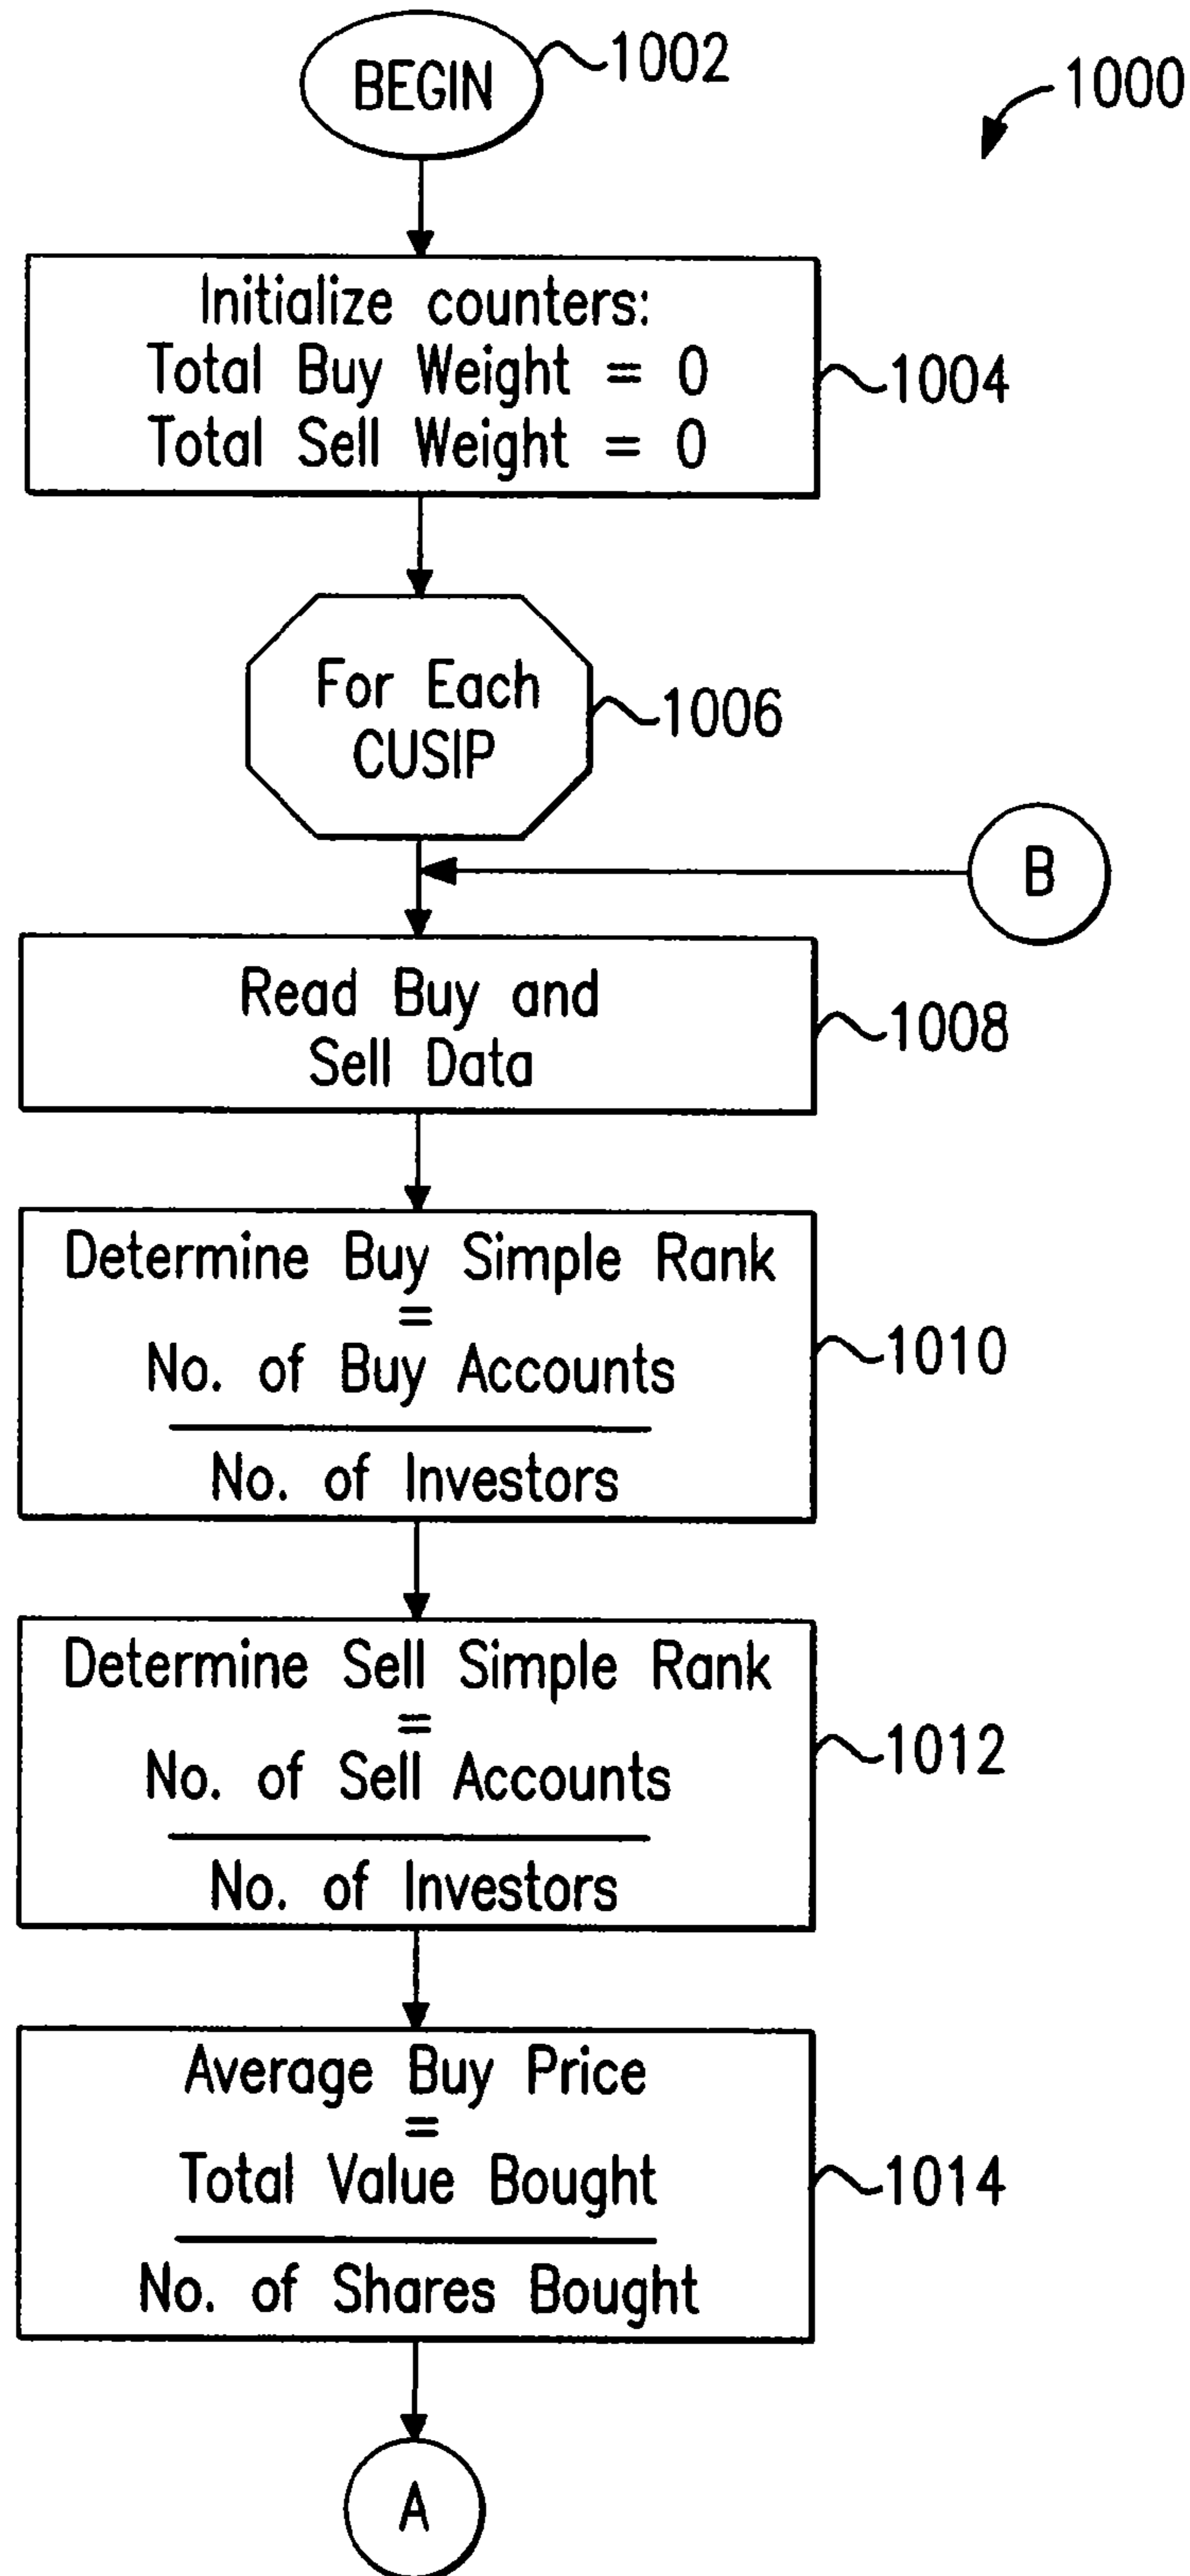 BEGIN
1002
1000
Initialize counters:
Total Buy Weight = 0
Total Sell Weight = 0
1004
For Each
CUSIP
1006
B
Read Buy and
Sell Data
1008
Determine Buy Simple Rank
=
No. of Buy Accounts
No. of Investors
1010
Determine Sell Simple Rank
=
No. of Sell Accounts
No. of Investors
1012
Average Buy Price
=
Total Value Bought
No. of Shares Bought
1014
A